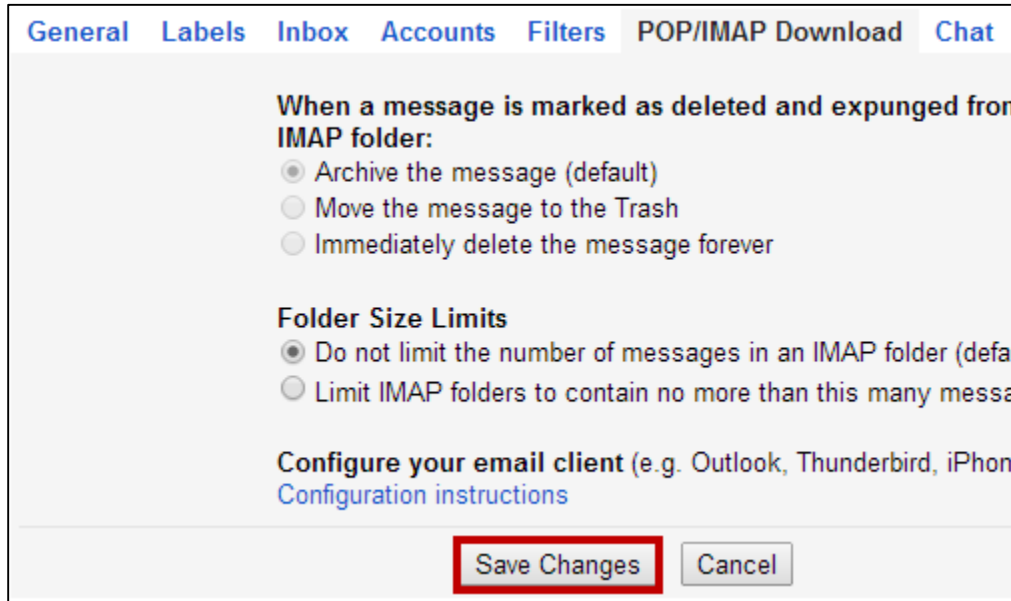 General Labels Inbox Accounts Filters POP/IMAP Download Chat
When a message is marked as deleted and expunged from
IMAP folder:
Archive the message (default)
Move the message to the Trash
Immediately delete the message forever
Folder Size Limits
Do not limit the number of messages in an IMAP folder (defa
Limit IMAP folders to contain no more than this many messa
Configure your email client (e.g. Outlook, Thunderbird, iPhon
Configuration instructions
Save Changes Cancel